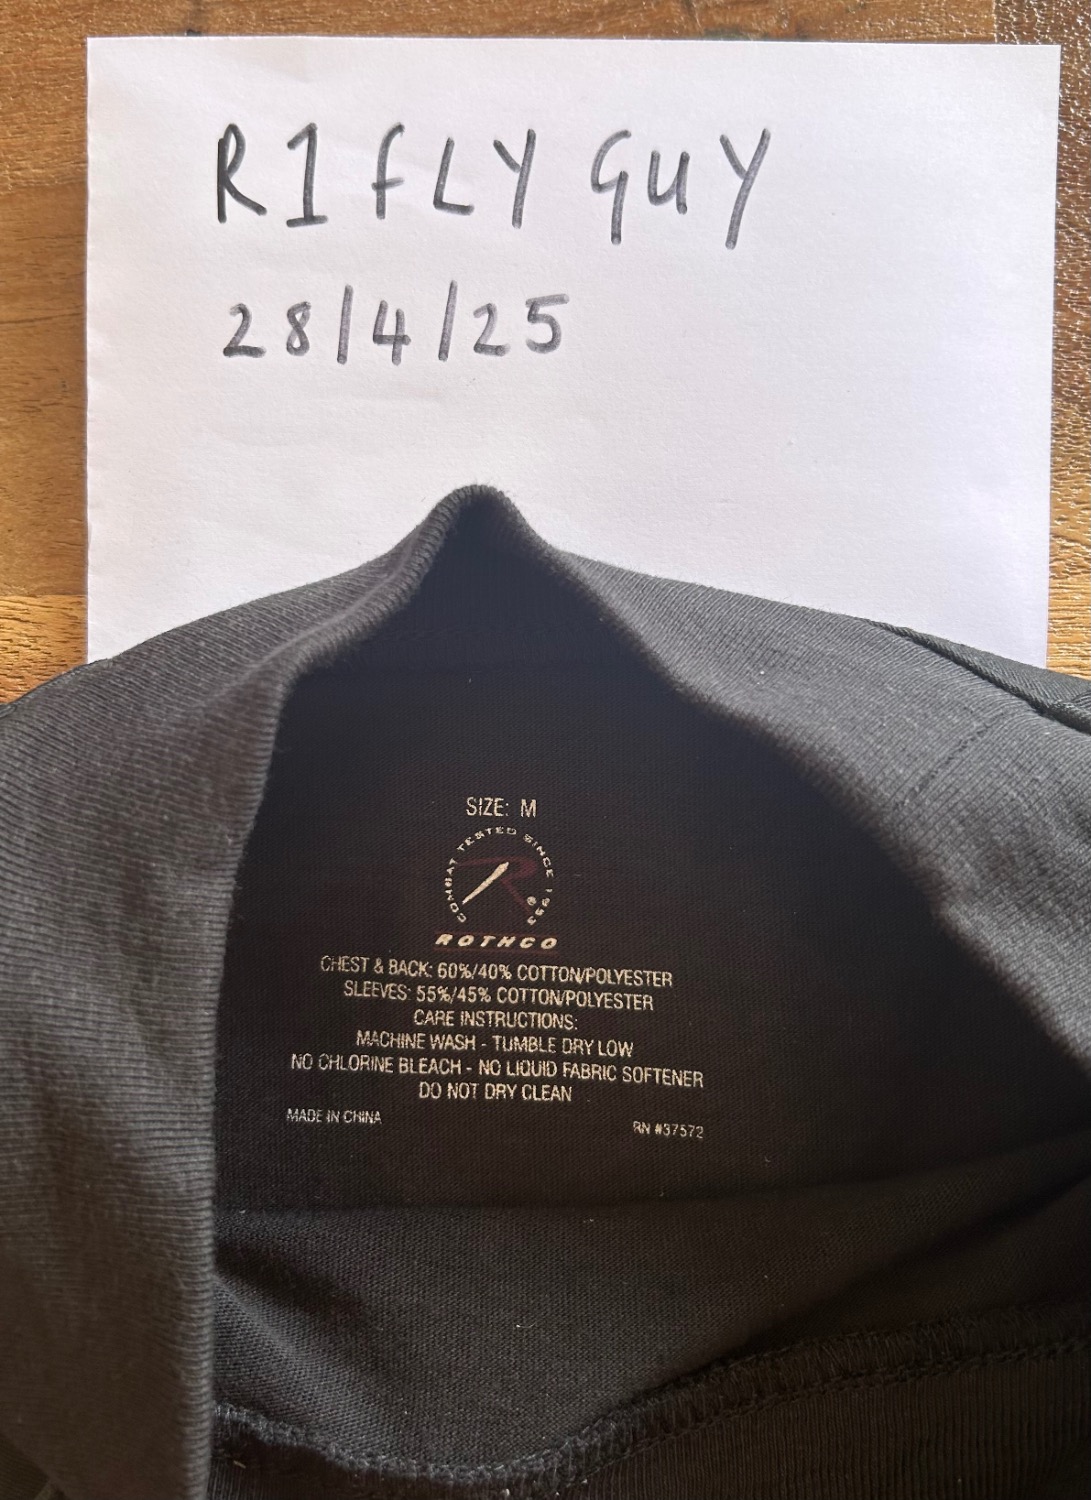 R1FLY GUY
28/4/25
SIZE: M
COMBAT TESTED SINCE 1953
R®
ROTHCO
CHEST & BACK: 60%/40% COTTON/POLYESTER
SLEEVES: 55%/45% COTTON/POLYESTER
CARE INSTRUCTIONS:
MACHINE WASH - TUMBLE DRY LOW
NO CHLORINE BLEACH - NO LIQUID FABRIC SOFTENER
DO NOT DRY CLEAN
MADE IN CHINA RN #37572